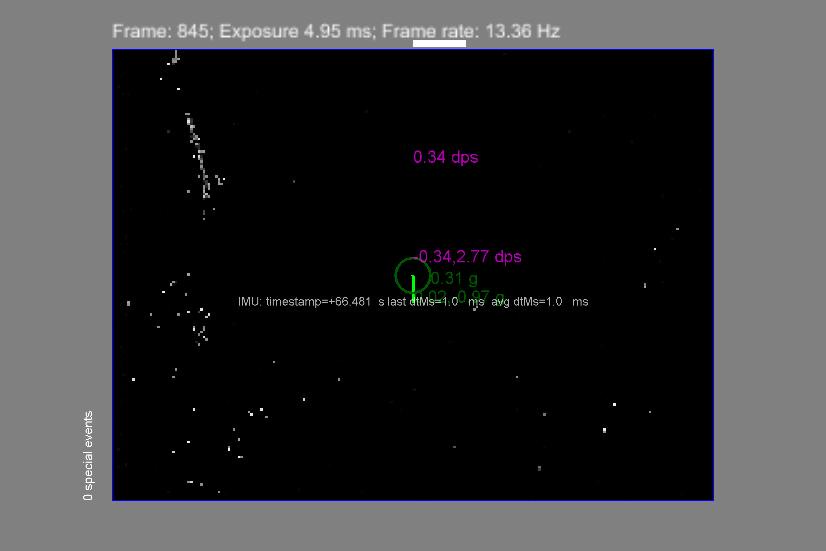 Frame: 845; Exposure 4.95 ms; Frame rate: 13.36 Hz
0.34 dps
-0.34,2.77 dps
0.31 g
-0.97 g
IMU: timestamp=+66.481 s last dtMs=1.0 ms avg dtMs=1.0 ms
0 special events